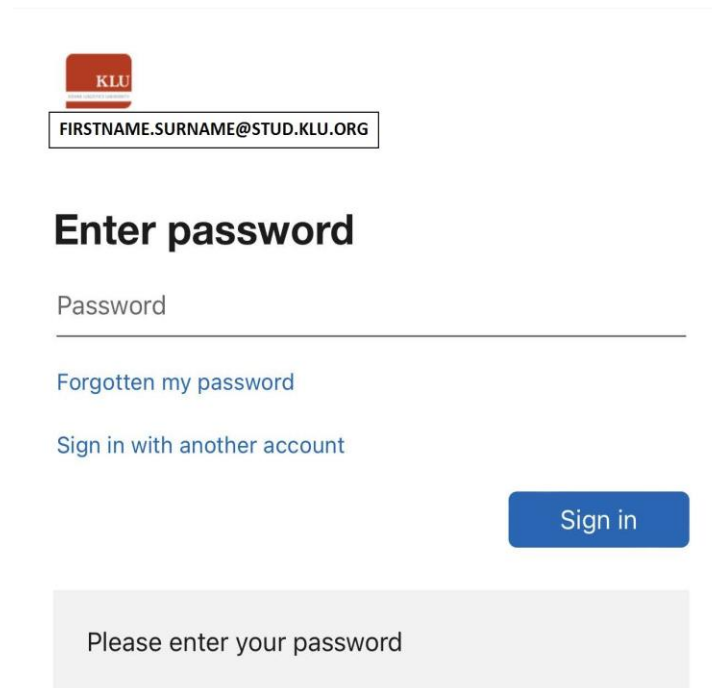 KLU
FIRSTNAME.SURNAME@STUD.KLU.ORG
Enter password
Password
Forgotten my password
Sign in with another account
Sign in
Please enter your password